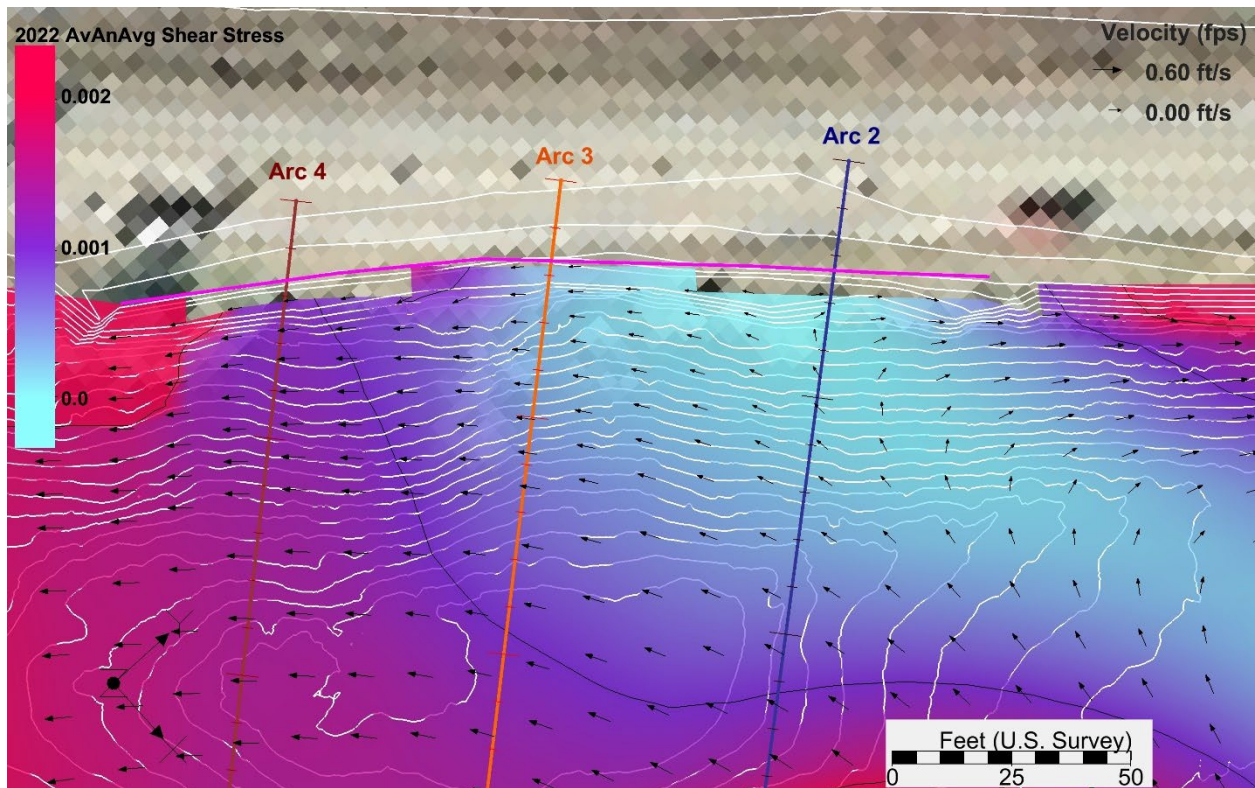 2022 AvAnAvg Shear Stress
0.002
0.001
0.0
Velocity (fps)
0.60 ft/s
0.00 ft/s
Arc 2
Arc 3
Arc 4
Feet (U.S. Survey)
0 25 50